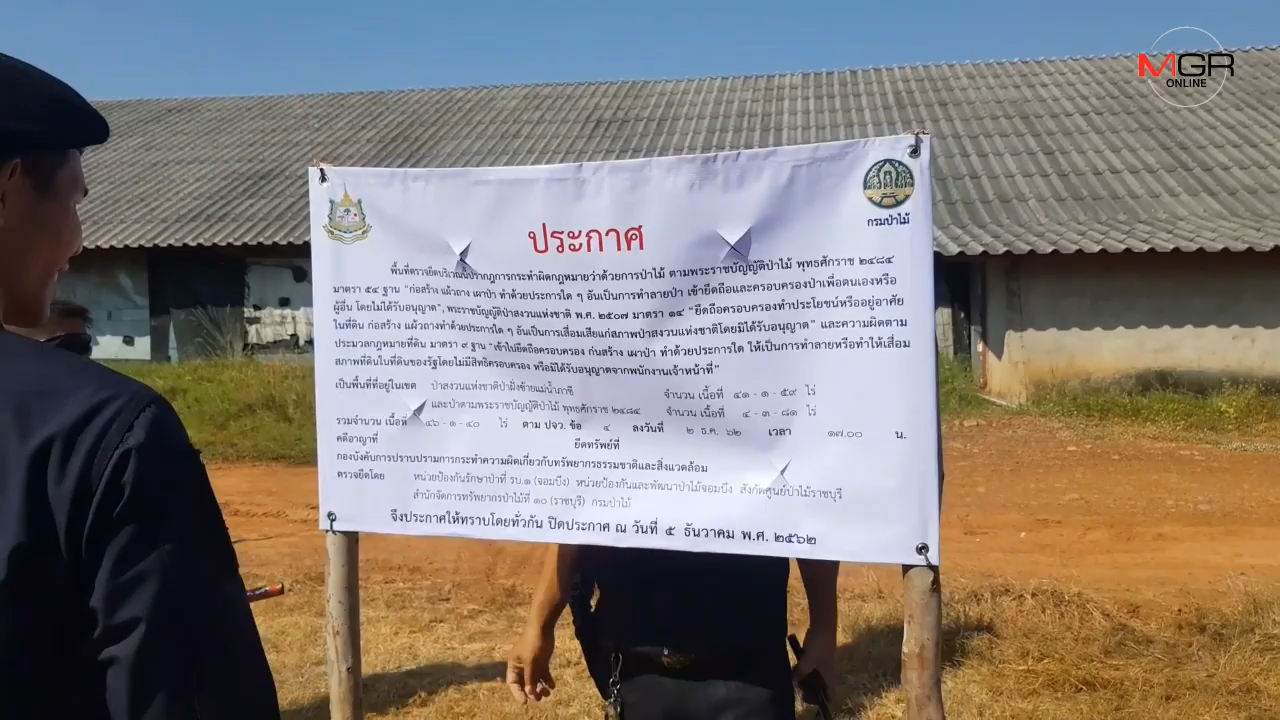 MGR
ONLINE
กรมป่าไม้
ประกาศ
พื้นที่ตรวจยึดบริเวณนี้ปรากฎการกระทำผิดกฎหมายว่าด้วยการป่าไม้ ตามพระราชบัญญัติป่าไม้ พุทธศักราช ๒๔๘๔
มาตรา ๕๔ ฐาน "ก่อสร้าง แผ้วถาง เผาป่า ทำด้วยประการใด ๆ อันเป็นการทำลายป่า เข้ายึดถือและครอบครองป่าเพื่อตนเองหรือ
ผู้อื่น โดยไม่ได้รับอนุญาต", พระราชบัญญัติป่าสงวนแห่งชาติ พ.ศ. ๒๕๐๗ มาตรา ๑๔ "ยึดถือครอบครองทำประโยชน์หรืออยู่อาศัย
ในที่ดิน ก่อสร้าง แผ้วถางทำด้วยประการใด ๆ อันเป็นการเสื่อมเสียแก่สภาพป่าสงวนแห่งชาติโดยมิได้รับอนุญาต" และความผิดตาม
ประมวลกฎหมายที่ดิน มาตรา ๙ ฐาน "เข้าไปยึดถือครอบครอง ก่นสร้าง เผาป่า ทำด้วยประการใด ให้เป็นการทำลายหรือทำให้เสื่อม
สภาพที่ดินในที่ดินของรัฐโดยไม่มีสิทธิครอบครอง หรือมิได้รับอนุญาตจากพนักงานเจ้าหน้าที่"
เป็นพื้นที่ที่อยู่ในเขต ป่าสงวนแห่งชาติป่าฝั่งซ้ายแม่น้ำภาชี จำนวน เนื้อที่ ๔๑ - ๑ - ๕๙ ไร่
และป่าตามพระราชบัญญัติป่าไม้ พุทธศักราช ๒๔๘๔ จำนวน เนื้อที่ ๔ - ๓ - ๘๑ ไร่
รวมจำนวน เนื้อที่ ๔๖ - ๑ - ๔๐ ไร่ ตาม ปจว. ข้อ ๔ ลงวันที่ ๒ ธ.ค. ๖๒ เวลา ๑๗.๐๐ น.
คดีอาญาที่ ยึดทรัพย์ที่
กองบังคับการปราบปรามการกระทำความผิดเกี่ยวกับทรัพยากรธรรมชาติและสิ่งแวดล้อม
ตรวจยึดโดย หน่วยป้องกันรักษาป่าที่ รบ.๑ (จอมบึง) หน่วยป้องกันและพัฒนาป่าไม้จอมบึง สังกัดศูนย์ป่าไม้ราชบุรี
สำนักจัดการทรัพยากรป่าไม้ที่ ๑๐ (ราชบุรี) กรมป่าไม้
จึงประกาศให้ทราบโดยทั่วกัน ปิดประกาศ ณ วันที่ ๕ ธันวาคม พ.ศ. ๒๕๖๒